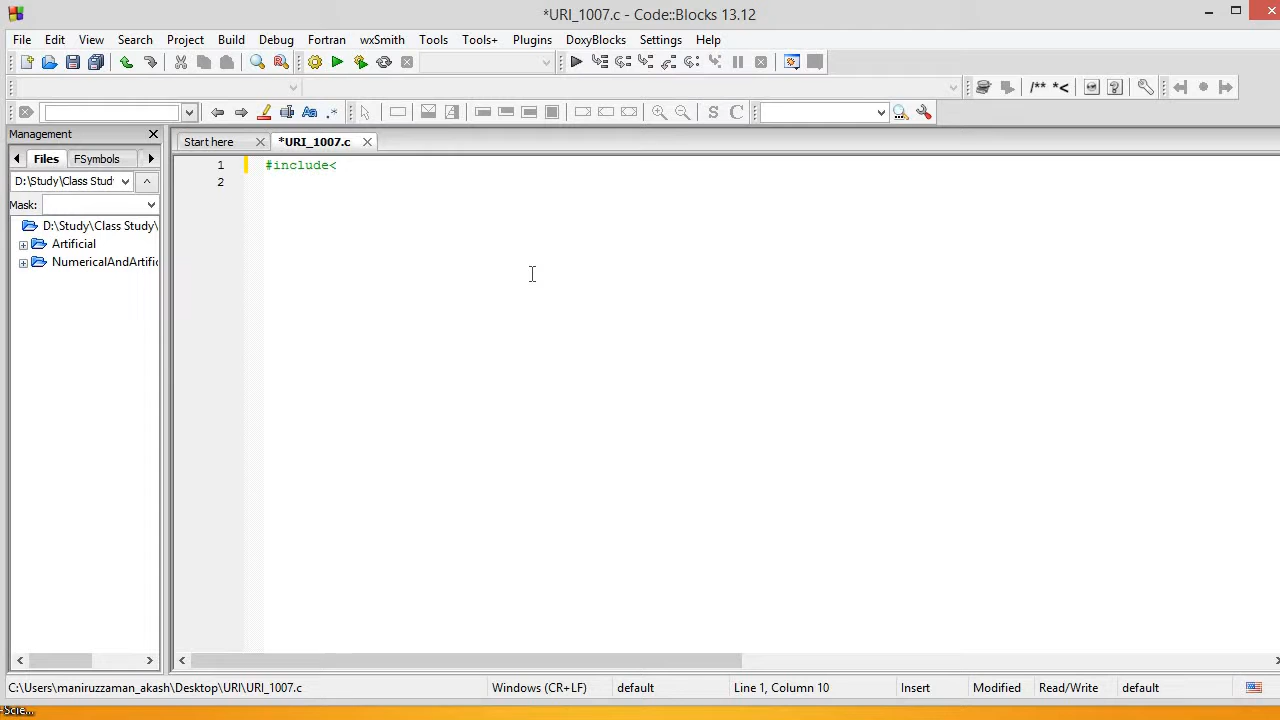 *URI_1007.c - Code::Blocks 13.12
File Edit View Search Project Build Debug Fortran wxSmith Tools Tools+ Plugins DoxyBlocks Settings Help
/** *<
Aa .* S C
Management
Start here *URI_1007.c
Files FSymbols
D:\Study\Class Stud
Mask:
D:\Study\Class Study\
Artificial
NumericalAndArtific
1 #include<
2
C:\Users\maniruzzaman_akash\Desktop\URI\URI_1007.c Windows (CR+LF) default Line 1, Column 10 Insert Modified Read/Write default
-Scie...